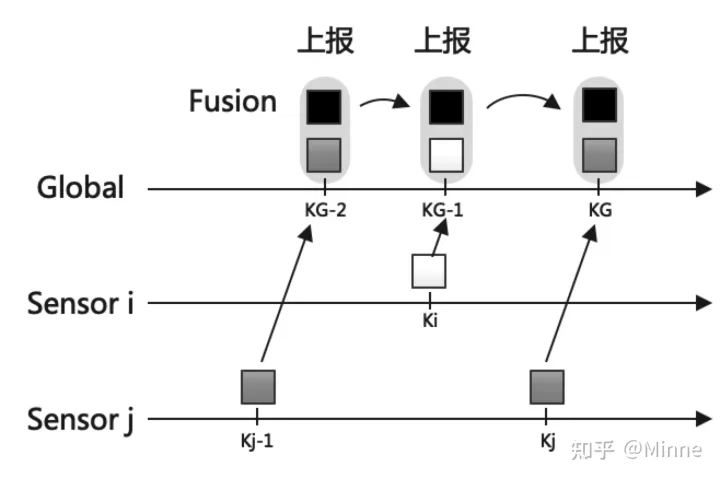 上报 上报 上报
Fusion
Global
KG-2 KG-1 KG
Sensor i
Ki
Sensor j
Kj-1 Kj
知乎 @Minne